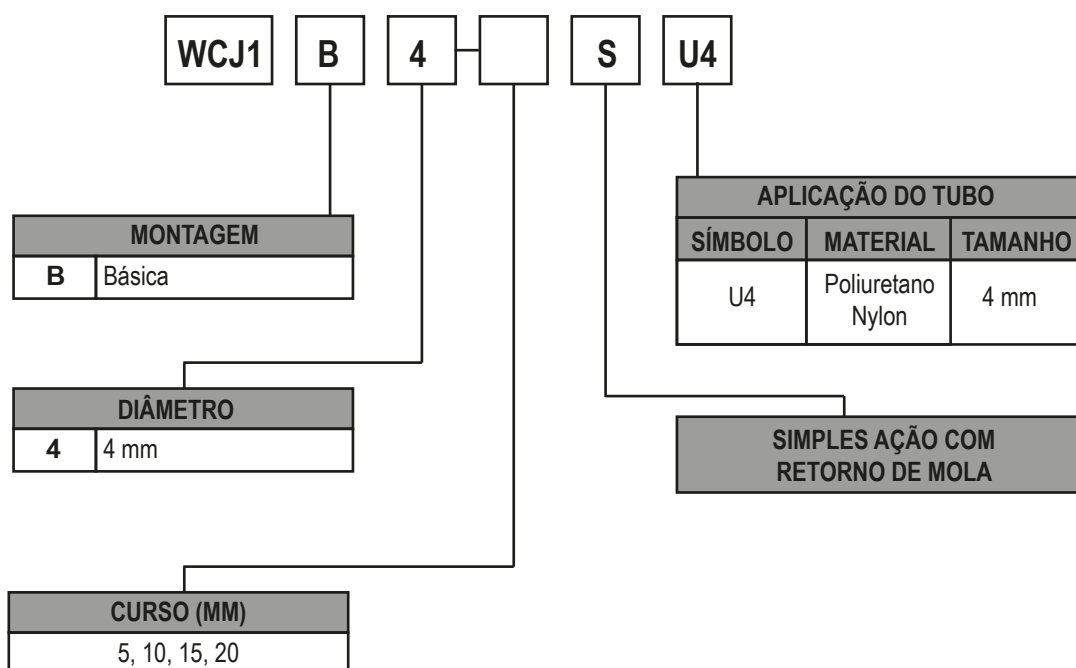 WCJ1 B 4 - S U4
APLICAÇÃO DO TUBO
SÍMBOLO MATERIAL TAMANHO
U4 Poliuretano Nylon 4 mm
MONTAGEM
B Básica
DIÂMETRO
4 4 mm
SIMPLES AÇÃO COM
RETORNO DE MOLA
CURSO (MM)
5, 10, 15, 20